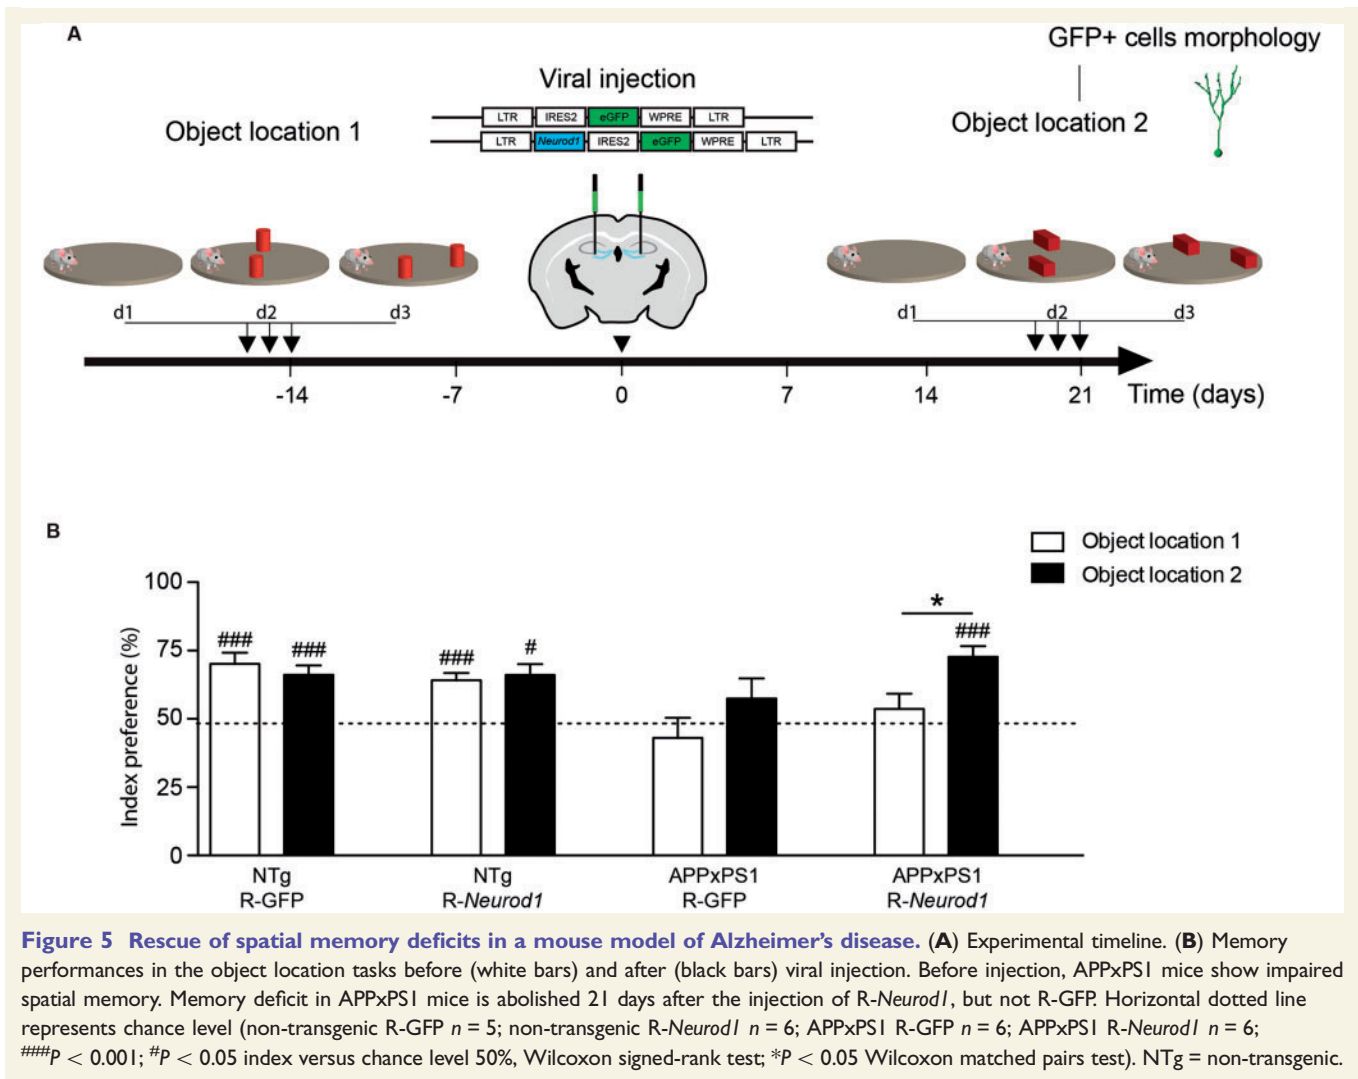 A
GFP+ cells morphology
Viral injection
Object location 1
Object location 2
LTR IRES2 eGFP WPRE LTR
LTR Neurod1 IRES2 eGFP WPRE LTR
d1 d2 d3
d1 d2 d3
-14 -7 0 7 14 21 Time (days)
B
Object location 1
Object location 2
Index preference (%)
100
75
50
25
0
### ### ### # * ###
NTg NTg APPxPS1 APPxPS1
R-GFP R-Neurod1 R-GFP R-Neurod1
Figure 5 Rescue of spatial memory deficits in a mouse model of Alzheimer's disease. (A) Experimental timeline. (B) Memory
performances in the object location tasks before (white bars) and after (black bars) viral injection. Before injection, APPxPS1 mice show impaired
spatial memory. Memory deficit in APPxPS1 mice is abolished 21 days after the injection of R-Neurod1, but not R-GFP. Horizontal dotted line
represents chance level (non-transgenic R-GFP n = 5; non-transgenic R-Neurod1 n = 6; APPxPS1 R-GFP n = 6; APPxPS1 R-Neurod1 n = 6;
###P < 0.001; #P < 0.05 index versus chance level 50%, Wilcoxon signed-rank test; *P < 0.05 Wilcoxon matched pairs test). NTg = non-transgenic.